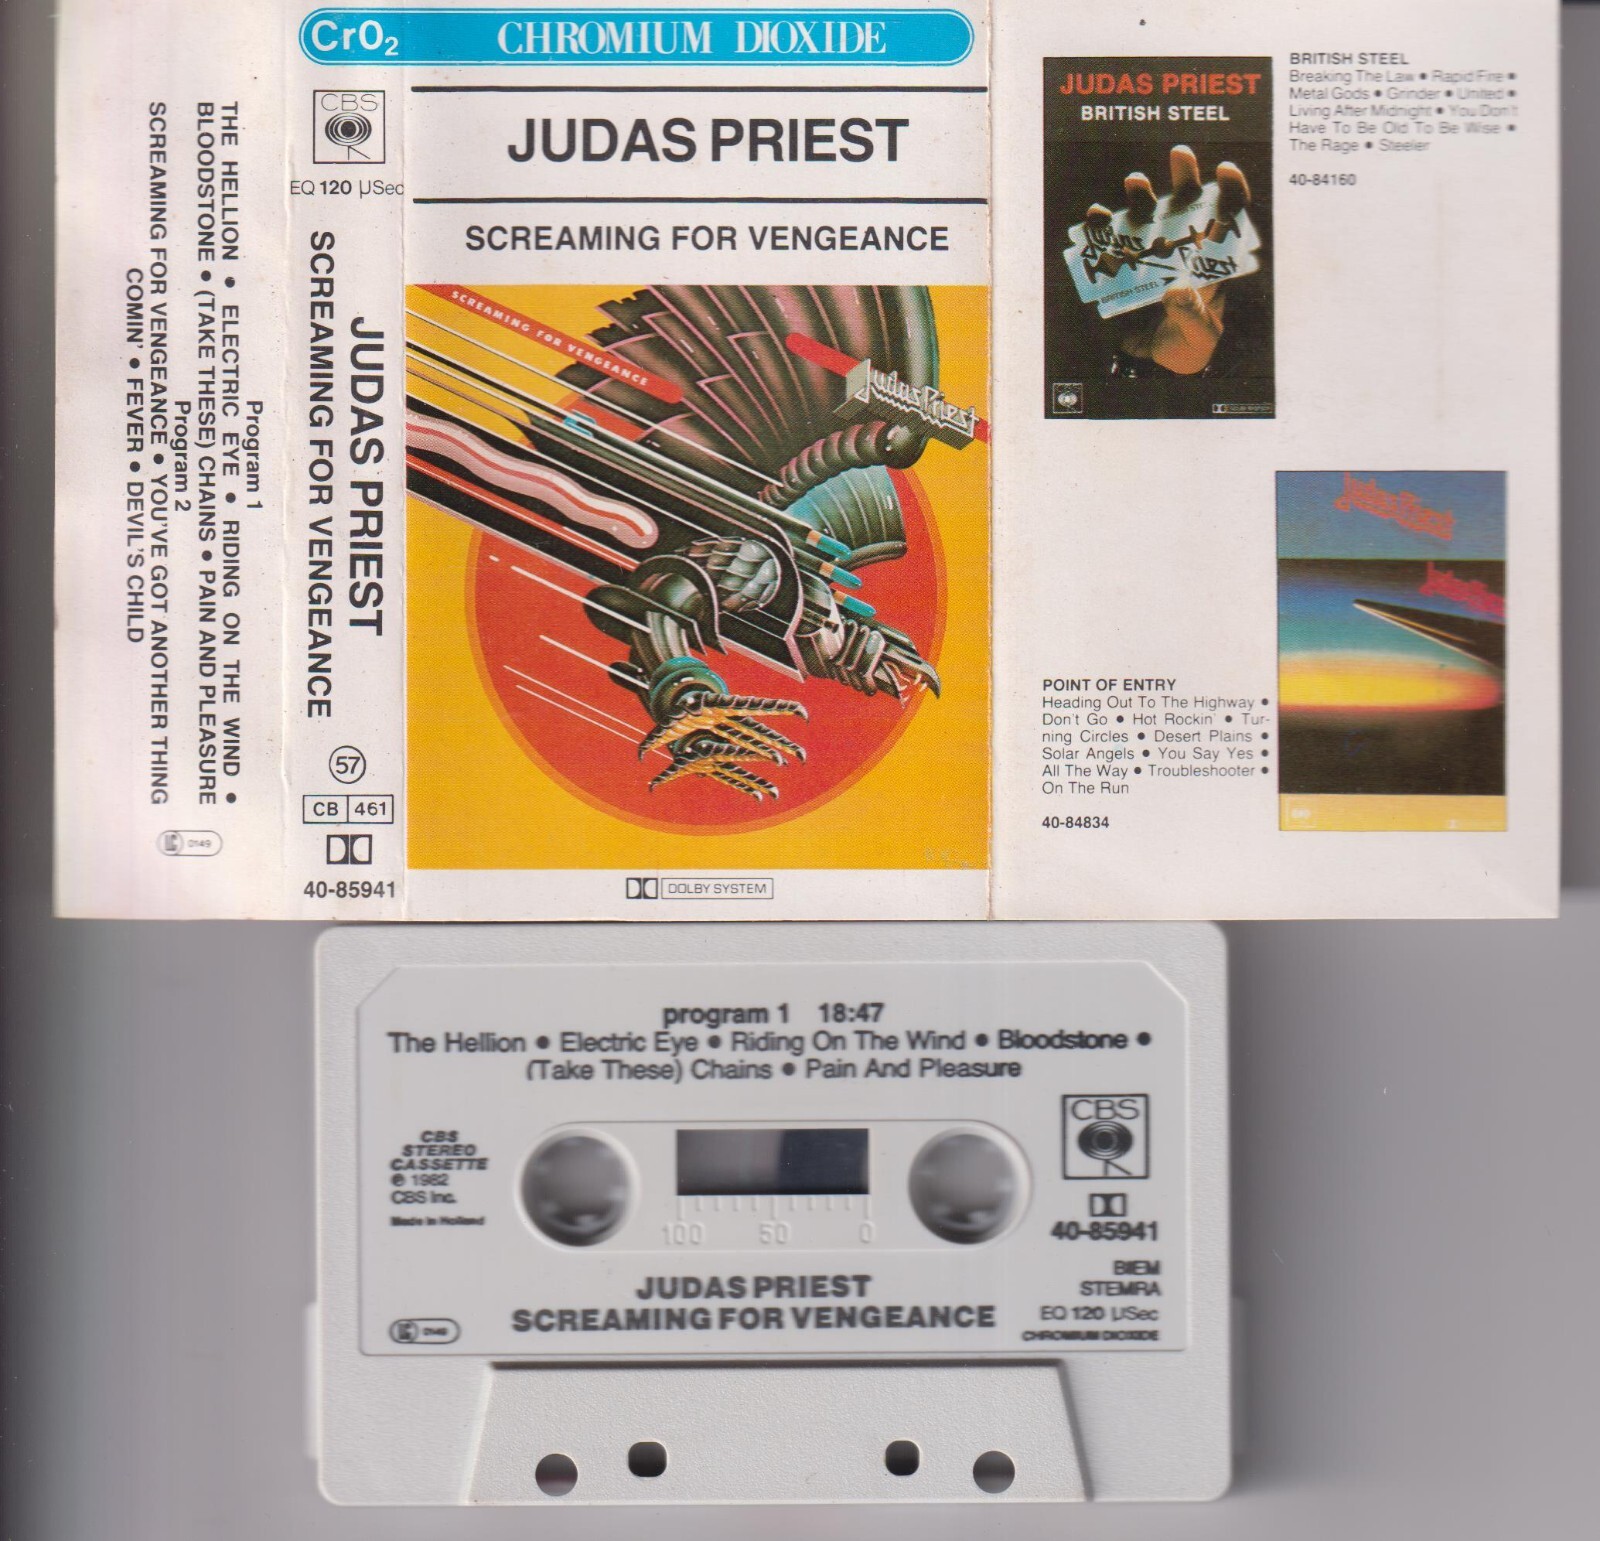 CrO2 CHROMIUM DIOXIDE
CBS
EQ 120 µSec
JUDAS PRIEST
SCREAMING FOR VENGEANCE
SCREAMING FOR VENGEANCE
Judas Priest
DOLBY SYSTEM
JUDAS PRIEST
SCREAMING FOR VENGEANCE
57
CB 461
40-85941
Program 1
THE HELLION • ELECTRIC EYE • RIDING ON THE WIND •
BLOODSTONE • (TAKE THESE) CHAINS • PAIN AND PLEASURE
Program 2
SCREAMING FOR VENGEANCE • YOU'VE GOT ANOTHER THING
COMIN' • FEVER • DEVIL'S CHILD
0149
JUDAS PRIEST
BRITISH STEEL
Judas Priest
BRITISH STEEL
CBS
BRITISH STEEL
Breaking The Law • Rapid Fire •
Metal Gods • Grinder • United •
Living After Midnight • You Don't
Have To Be Old To Be Wise •
The Rage • Steeler
40-84160
Judas Priest
Judas Priest
POINT OF ENTRY
Heading Out To The Highway •
Don't Go • Hot Rockin' • Tur-
ning Circles • Desert Plains •
Solar Angels • You Say Yes •
All The Way • Troubleshooter •
On The Run
40-84834
program 1 18:47
The Hellion • Electric Eye • Riding On The Wind • Bloodstone •
(Take These) Chains • Pain And Pleasure
CBS
STEREO
CASSETTE
℗ 1982
CBS Inc.
Made in Holland
100 50 0
CBS
40-85941
BIEM
STEMRA
EQ 120 µSec
CHROMIUM DIOXIDE
JUDAS PRIEST
SCREAMING FOR VENGEANCE
0149